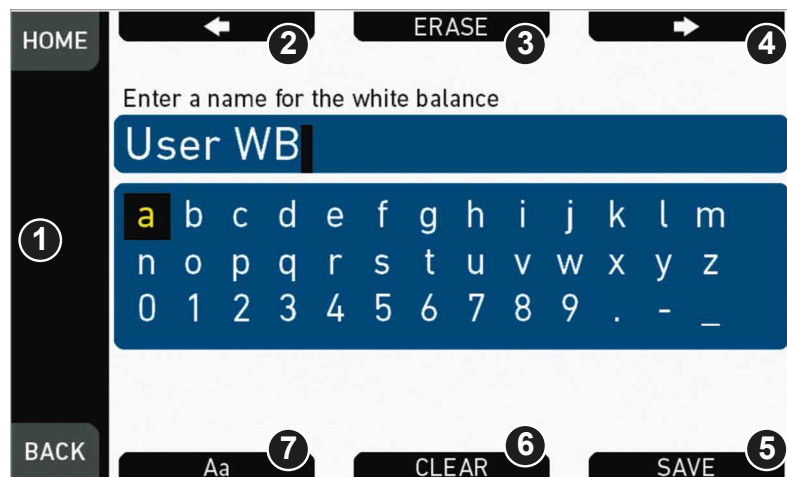 HOME
2
ERASE
3
4
Enter a name for the white balance
User WB
1
a b c d e f g h i j k l m
n o p q r s t u v w x y z
0 1 2 3 4 5 6 7 8 9 . - _
BACK
Aa
7
CLEAR
6
SAVE
5